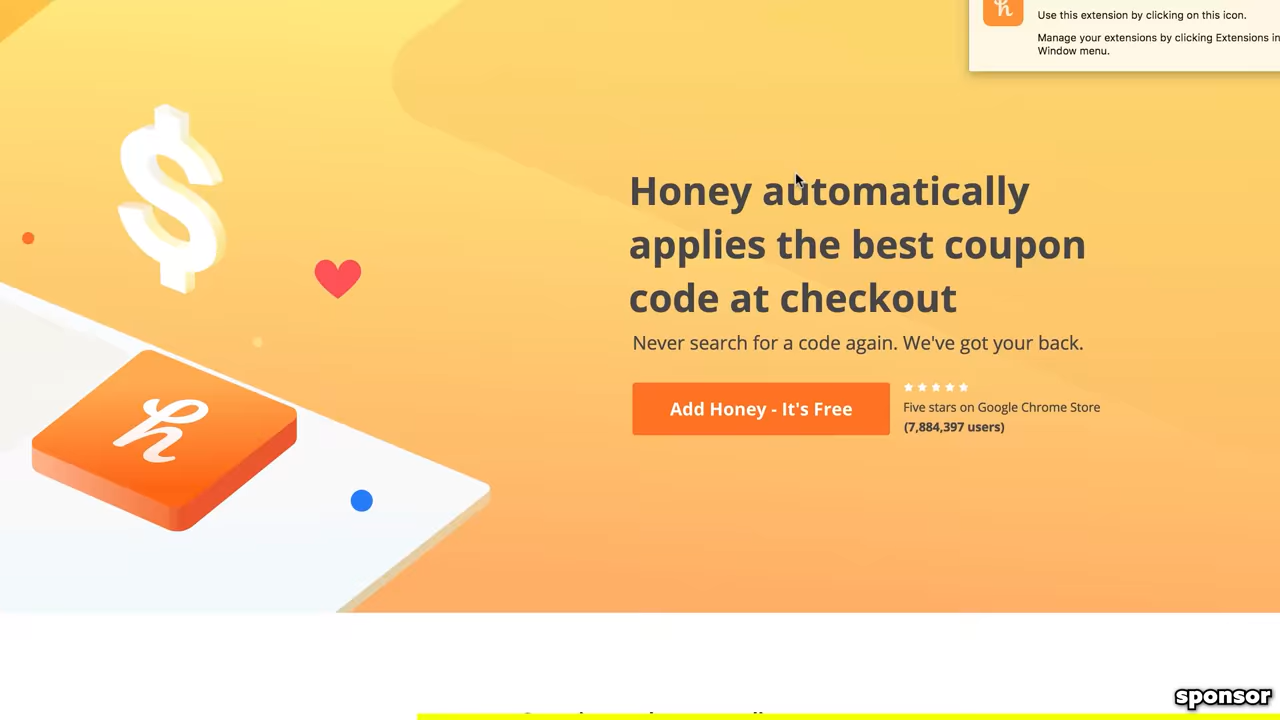 Use this extension by clicking on this icon.
Manage your extensions by clicking Extensions in
Window menu.
Honey automatically
applies the best coupon
code at checkout
Never search for a code again. We've got your back.
Add Honey - It's Free
Five stars on Google Chrome Store
(7,884,397 users)
h
sponsor